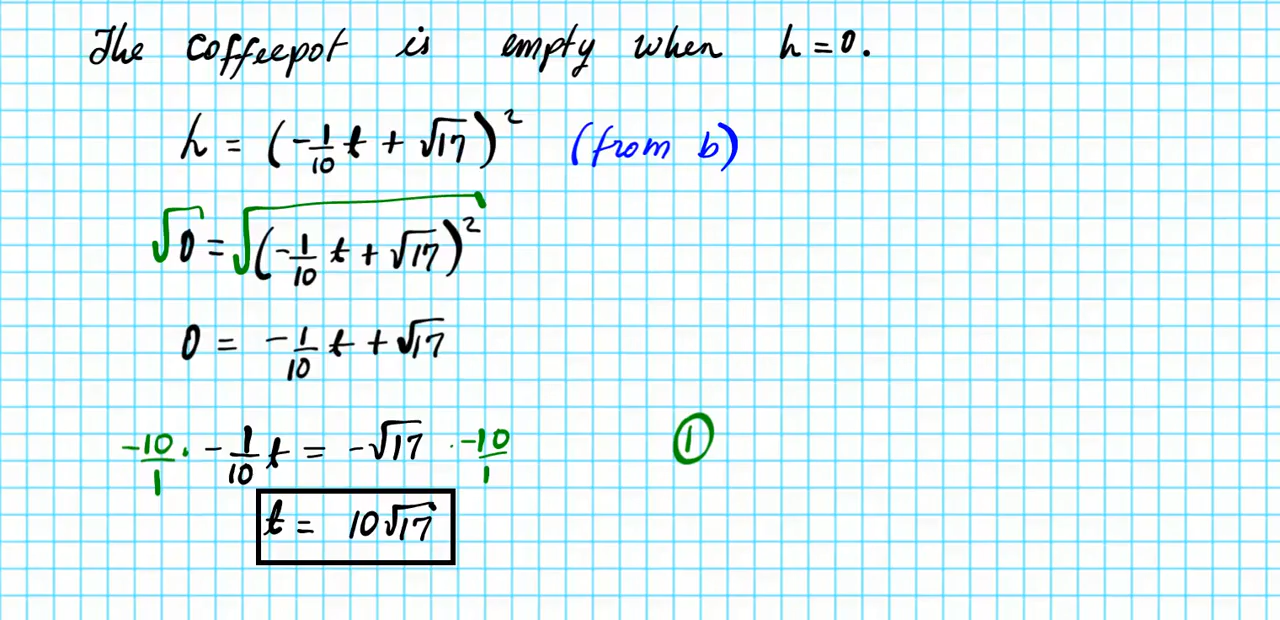 The coffeepot is empty when h = 0.
h = (-1/10 t + √17)² (from b)
√0 = √(-1/10 t + √17)²
0 = -1/10 t + √17
-10/1 · -1/10 t = -√17 · -10/1 ①
t = 10√17